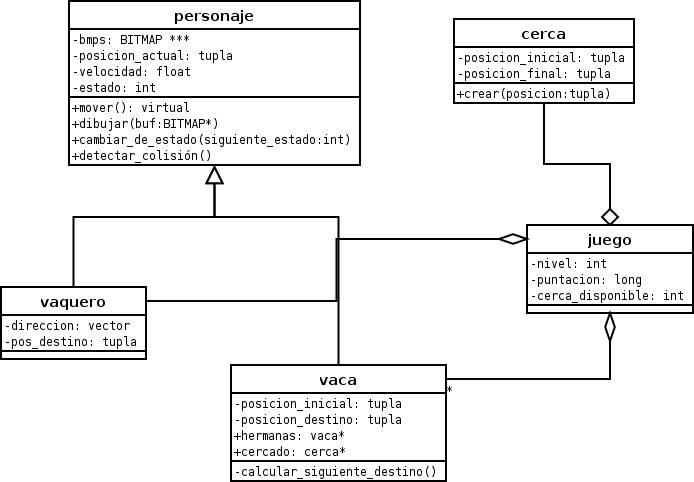 personaje
-bmps: BITMAP ***
-posicion_actual: tupla
-velocidad: float
-estado: int
+mover(): virtual
+dibujar(buf:BITMAP*)
+cambiar_de_estado(siguiente_estado:int)
+detectar_colisión()
cerca
-posicion_inicial: tupla
-posicion_final: tupla
+crear(posicion:tupla)
juego
-nivel: int
-puntacion: long
-cerca_disponible: int
vaquero
-direccion: vector
-pos_destino: tupla
vaca
-posicion_inicial: tupla
-posicion_destino: tupla
+hermanas: vaca*
+cercado: cerca*
-calcular_siguiente_destino()
*